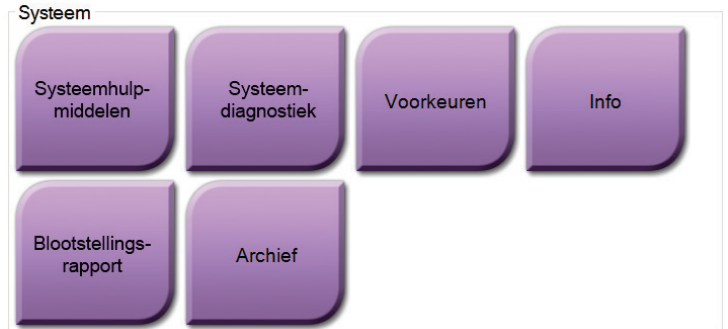 Systeem
Systeemhulp-
middelen
Systeem-
diagnostiek
Voorkeuren
Info
Blootstellings-
rapport
Archief